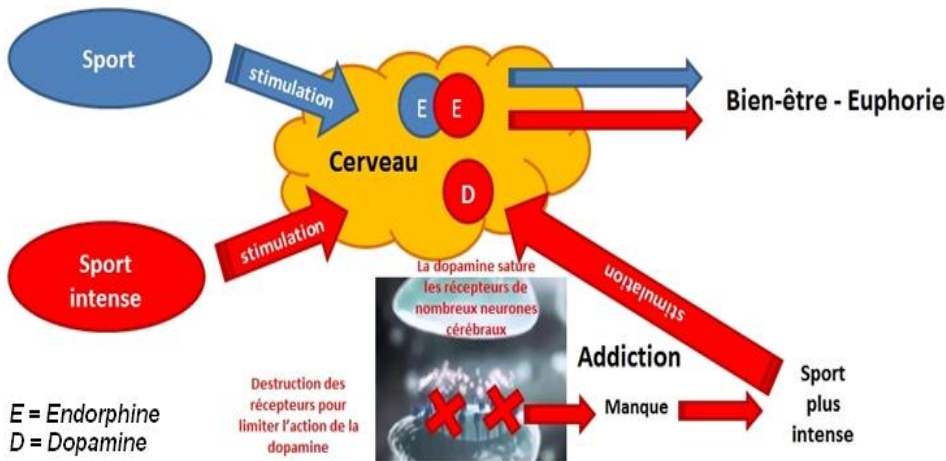 Sport
stimulation
E E
Bien-être - Euphorie
Cerveau
D
Sport
intense
stimulation
La dopamine sature
les récepteurs de
nombreux neurones
cérébraux
stimulation
Addiction
Destruction des
récepteurs pour
limiter l'action de la
dopamine
Manque
Sport
plus
intense
E = Endorphine
D = Dopamine